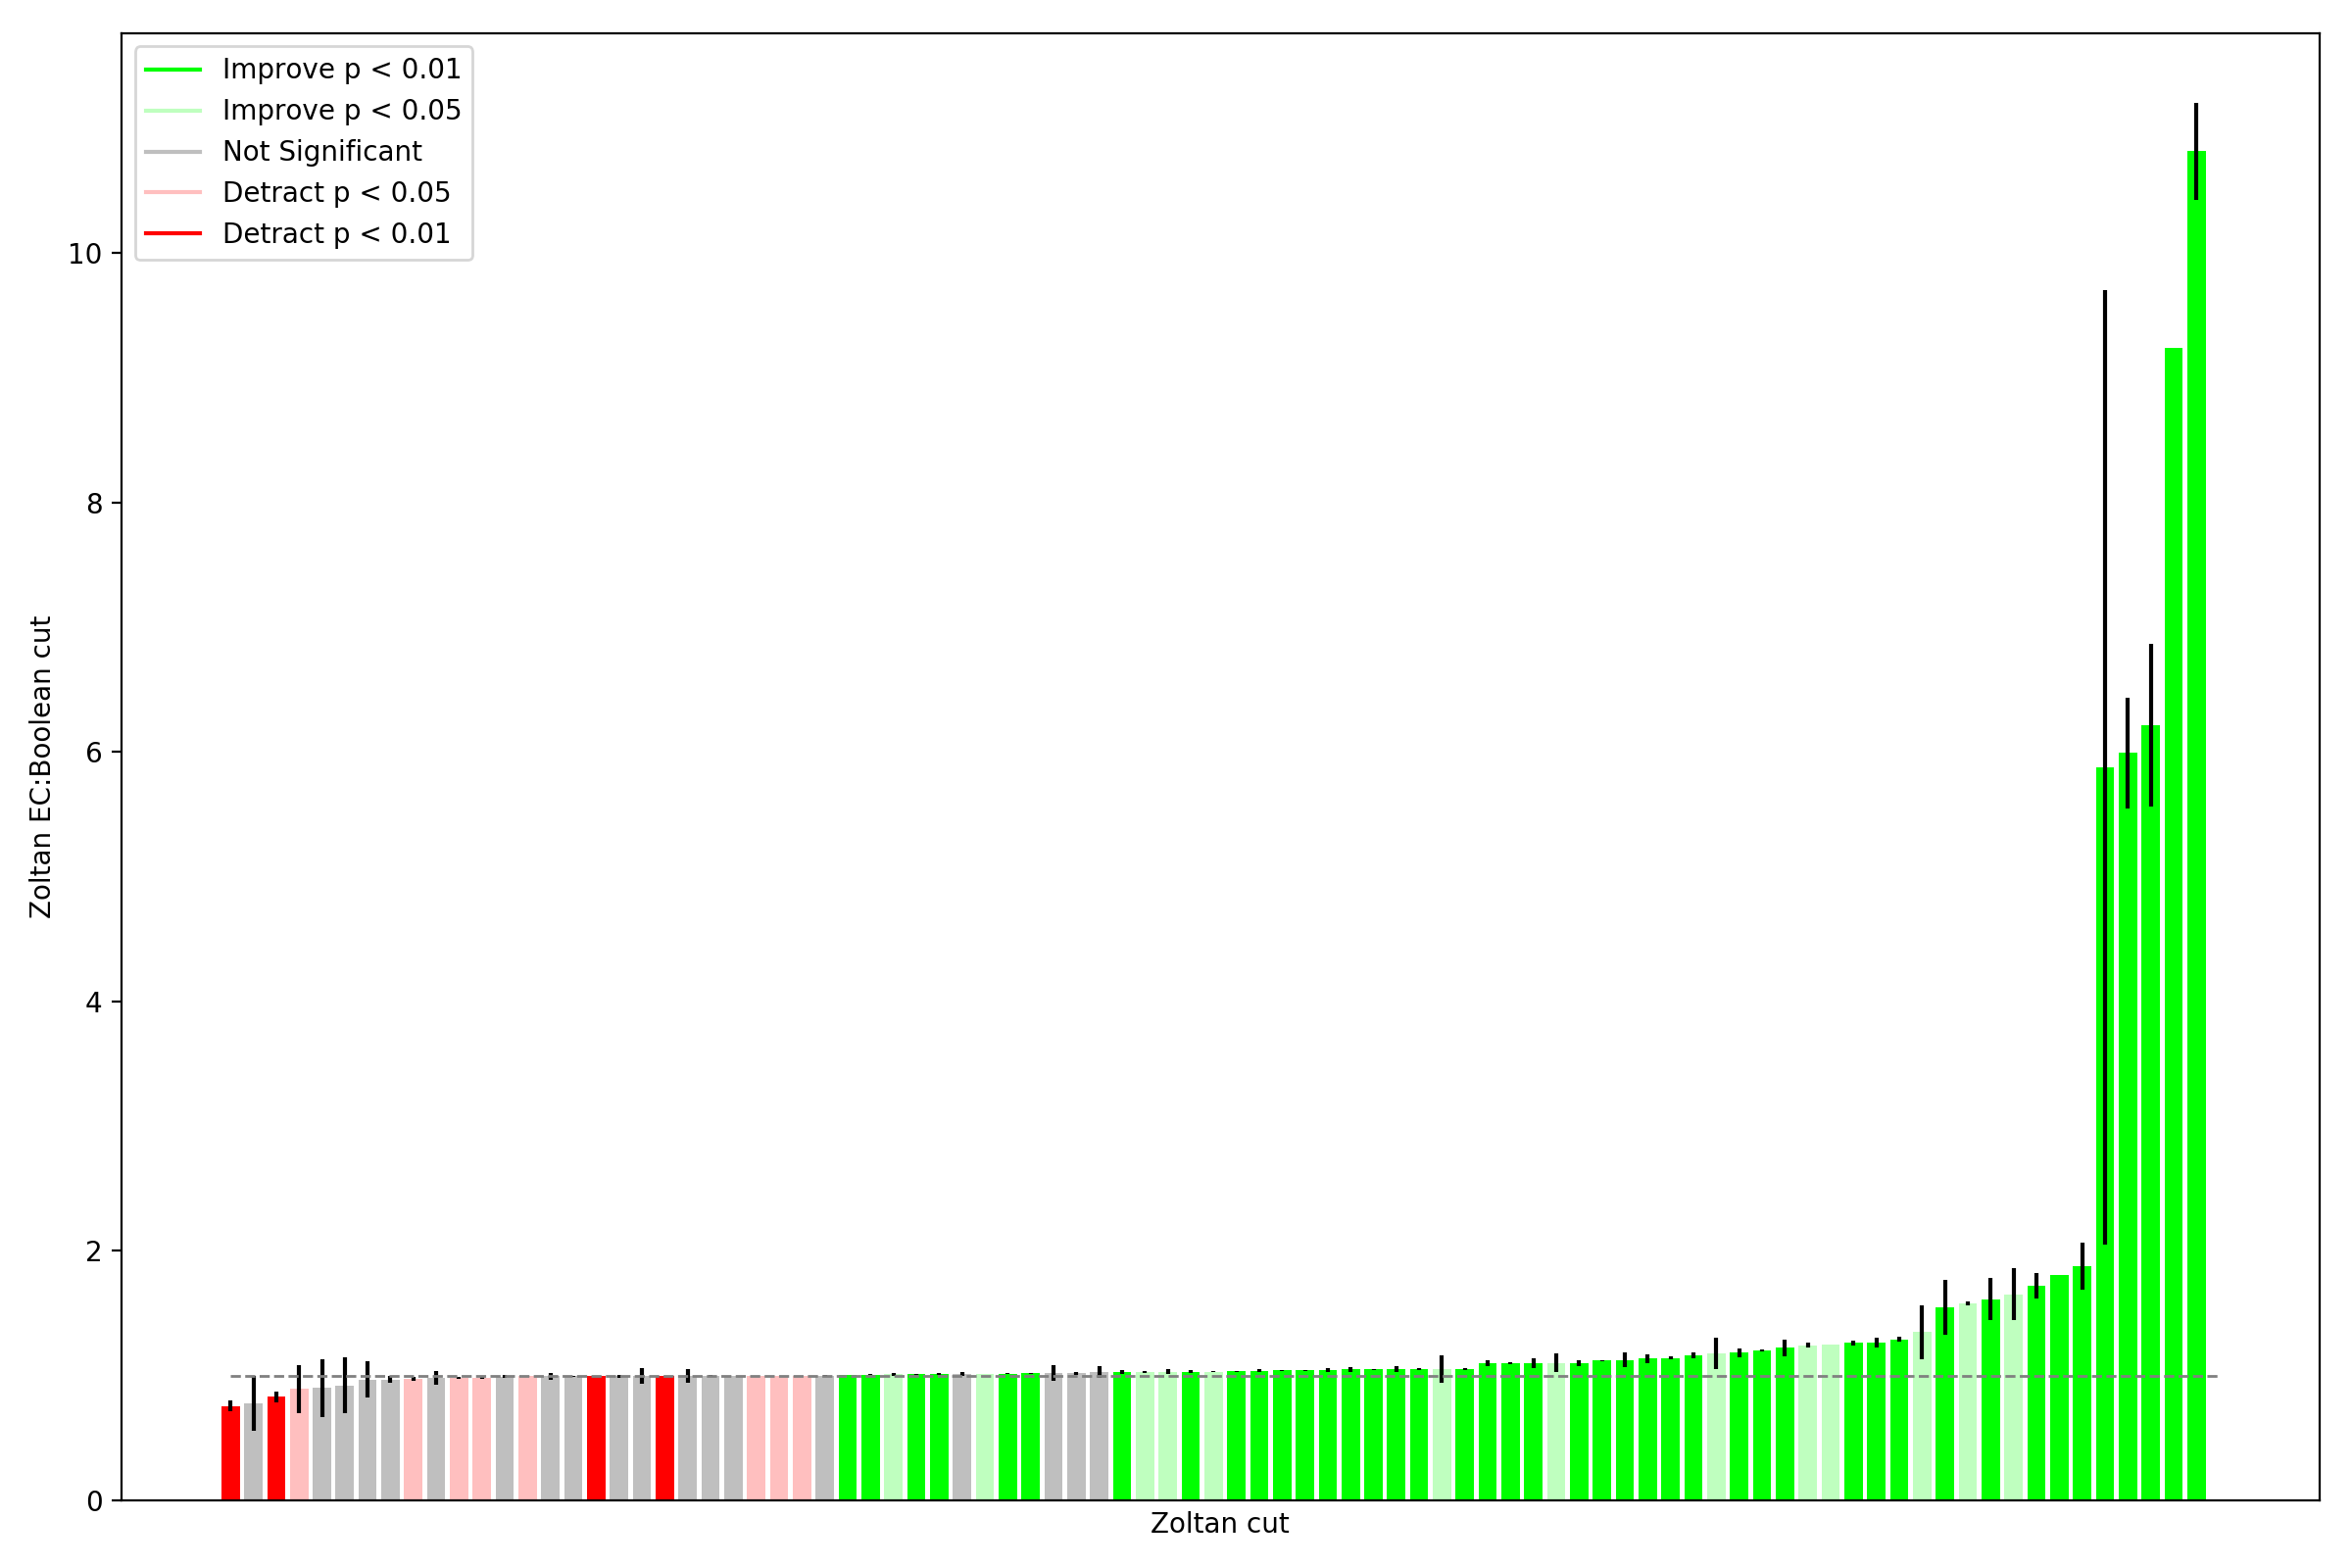 Improve p < 0.01
Improve p < 0.05
Not Significant
Detract p < 0.05
Detract p < 0.01
10
8
6
4
2
0
Zoltan EC:Boolean cut
Zoltan cut